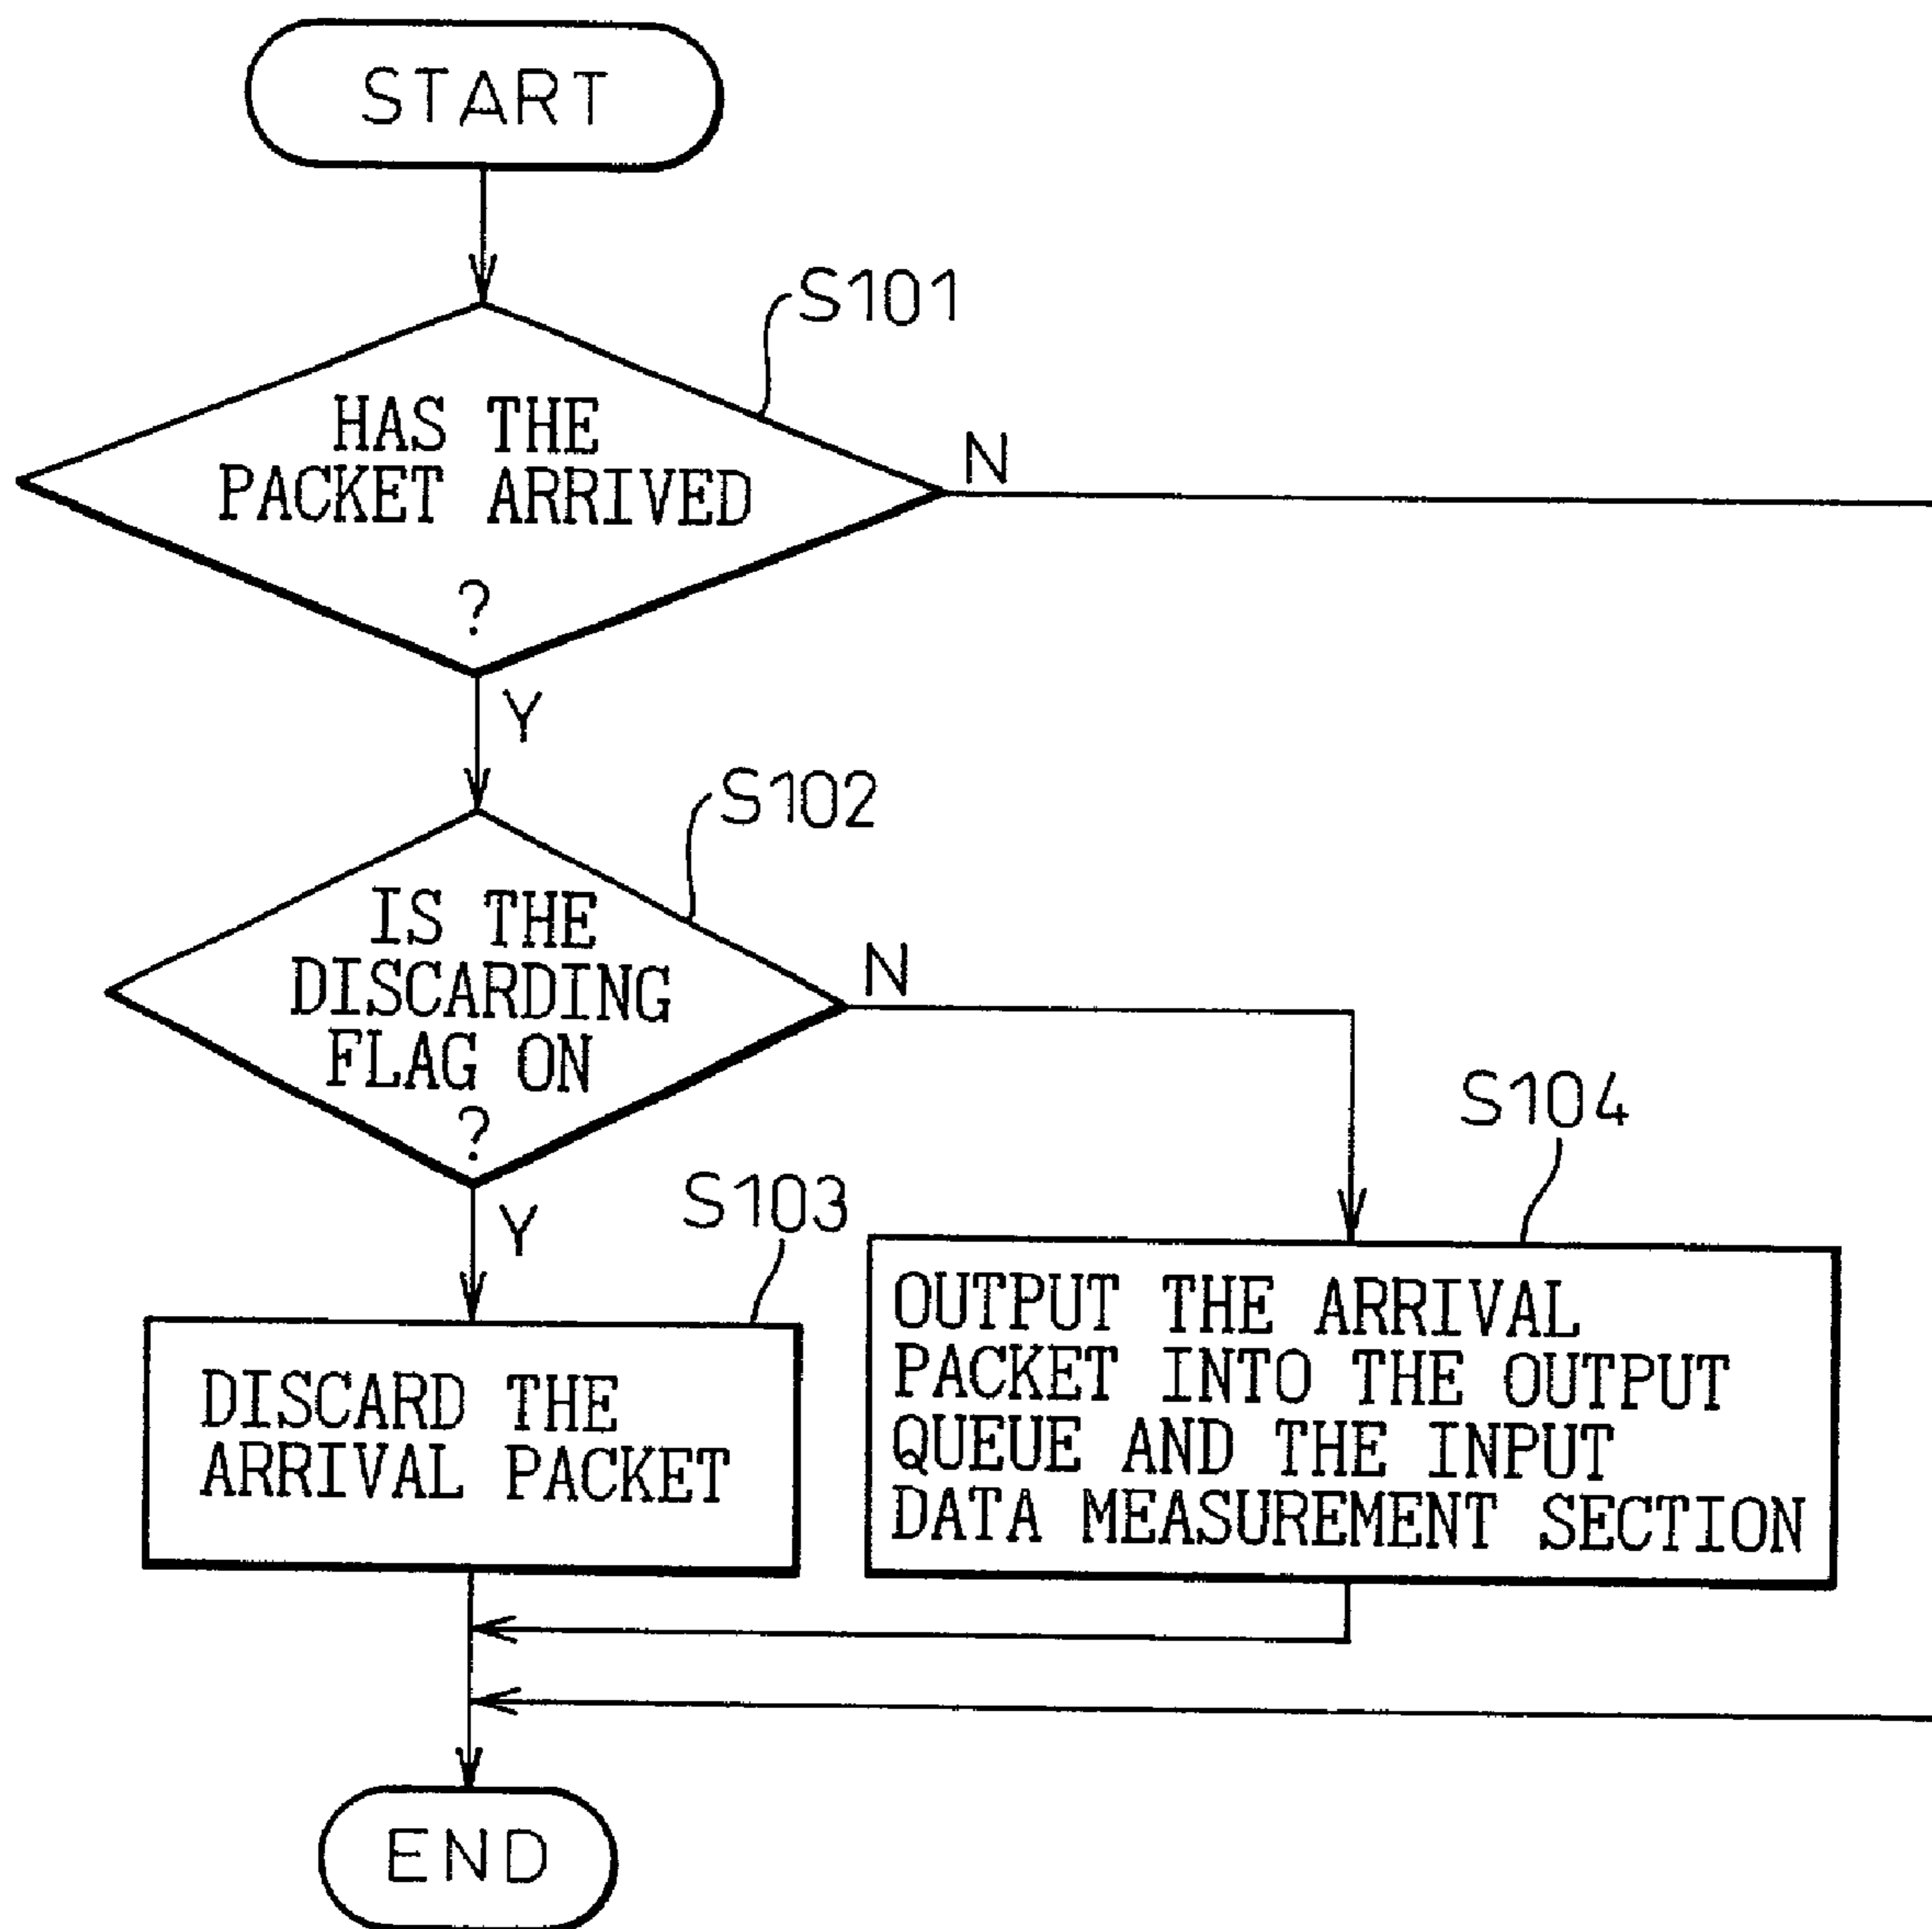 START
S101
HAS THE
PACKET ARRIVED
?
N
Y
S102
IS THE
DISCARDING
FLAG ON
?
N
Y
S103
DISCARD THE
ARRIVAL PACKET
S104
OUTPUT THE ARRIVAL
PACKET INTO THE OUTPUT
QUEUE AND THE INPUT
DATA MEASUREMENT SECTION
END